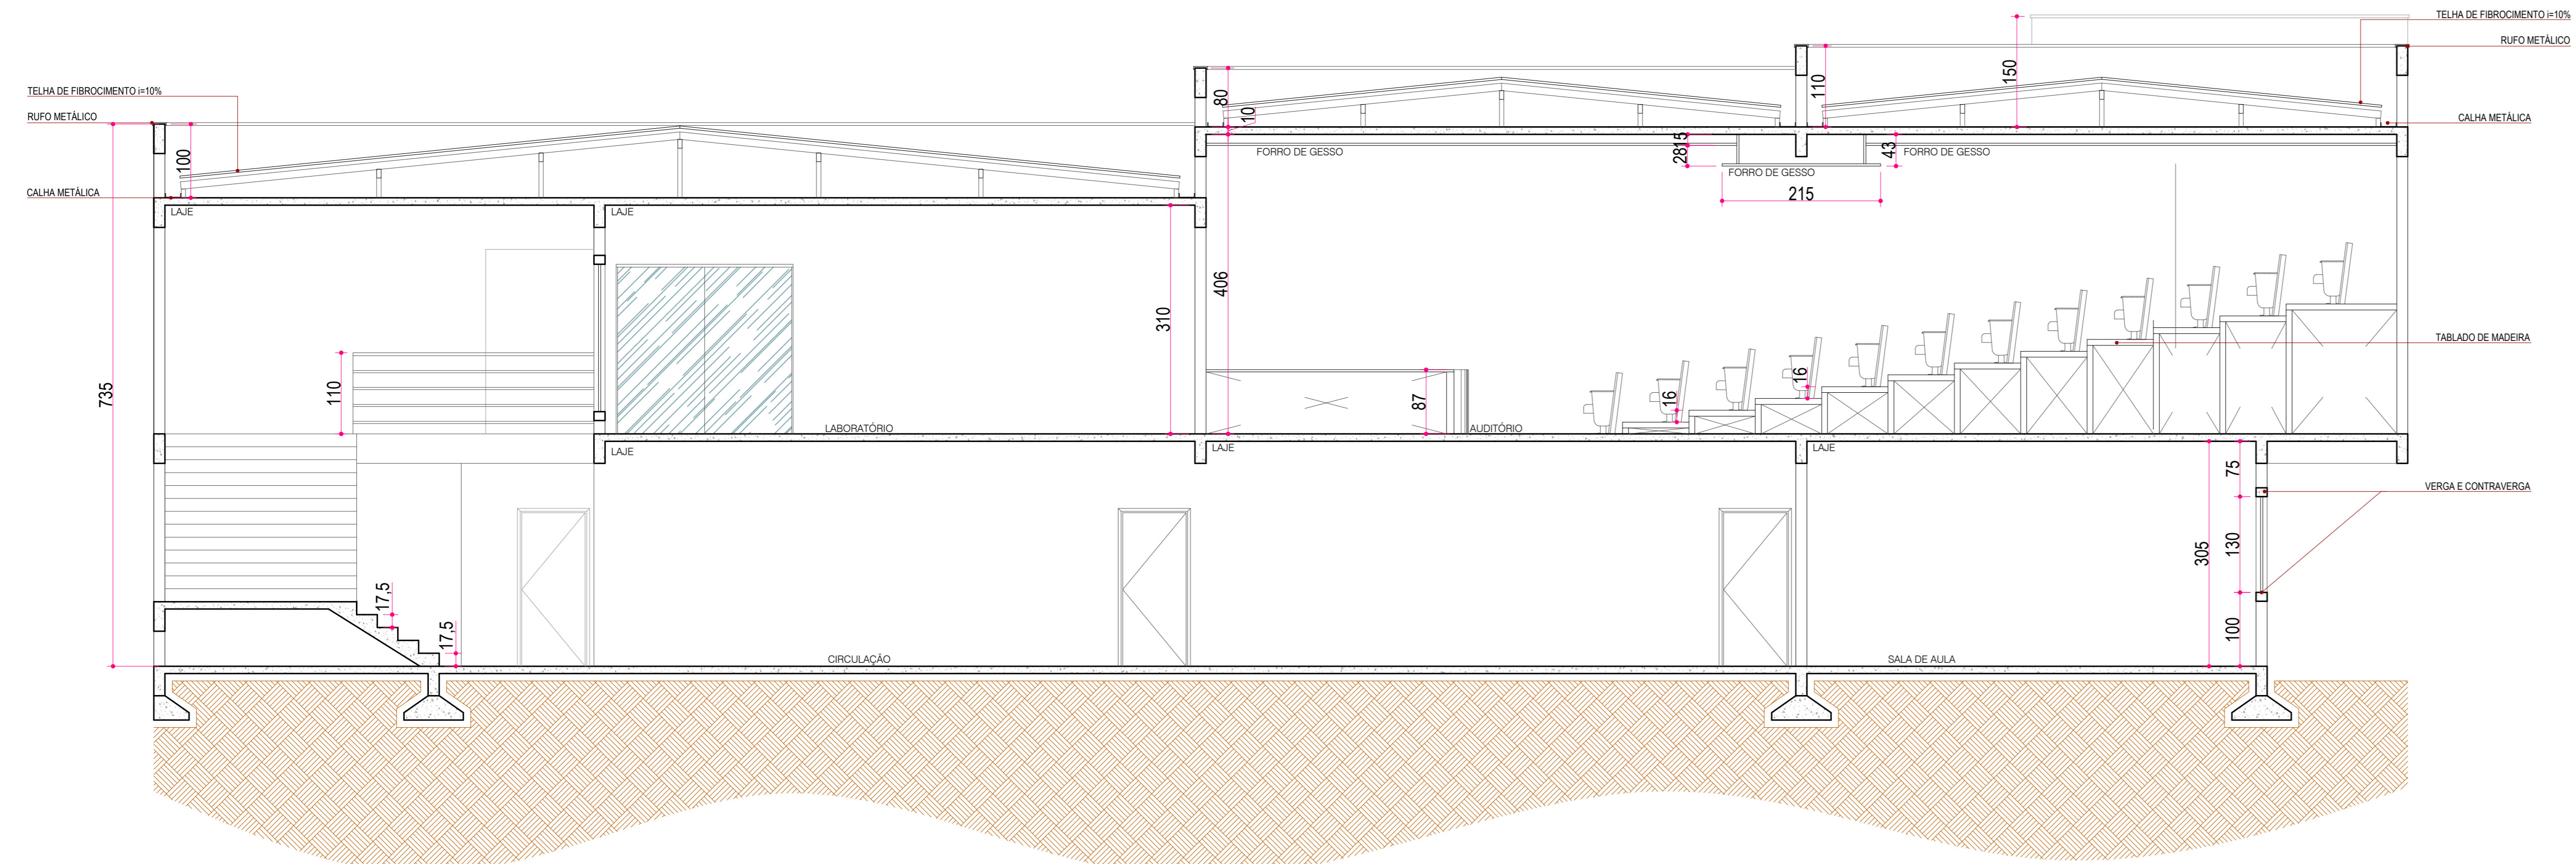 TELHA DE FIBROCIMENTO i=10%
RUFO METÁLICO
150
110
80
10
TELHA DE FIBROCIMENTO i=10%
RUFO METÁLICO
CALHA METÁLICA
100
2815
43
FORRO DE GESSO
FORRO DE GESSO
FORRO DE GESSO
215
CALHA METÁLICA
LAJE
LAJE
406
310
735
110
TABLADO DE MADEIRA
16
16
87
LABORATÓRIO
AUDITÓRIO
LAJE
LAJE
LAJE
75
VERGA E CONTRAVERGA
130
305
100
17,5
17,5
CIRCULAÇÃO
SALA DE AULA